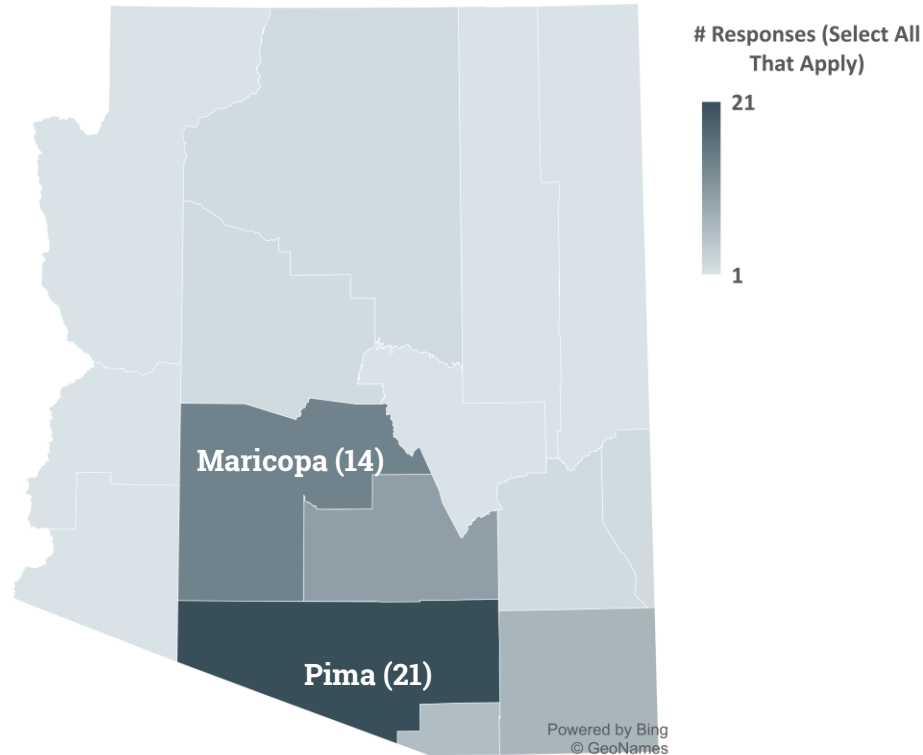 # Responses (Select All
That Apply)
21
1
Maricopa (14)
Pima (21)
Powered by Bing
© GeoNames